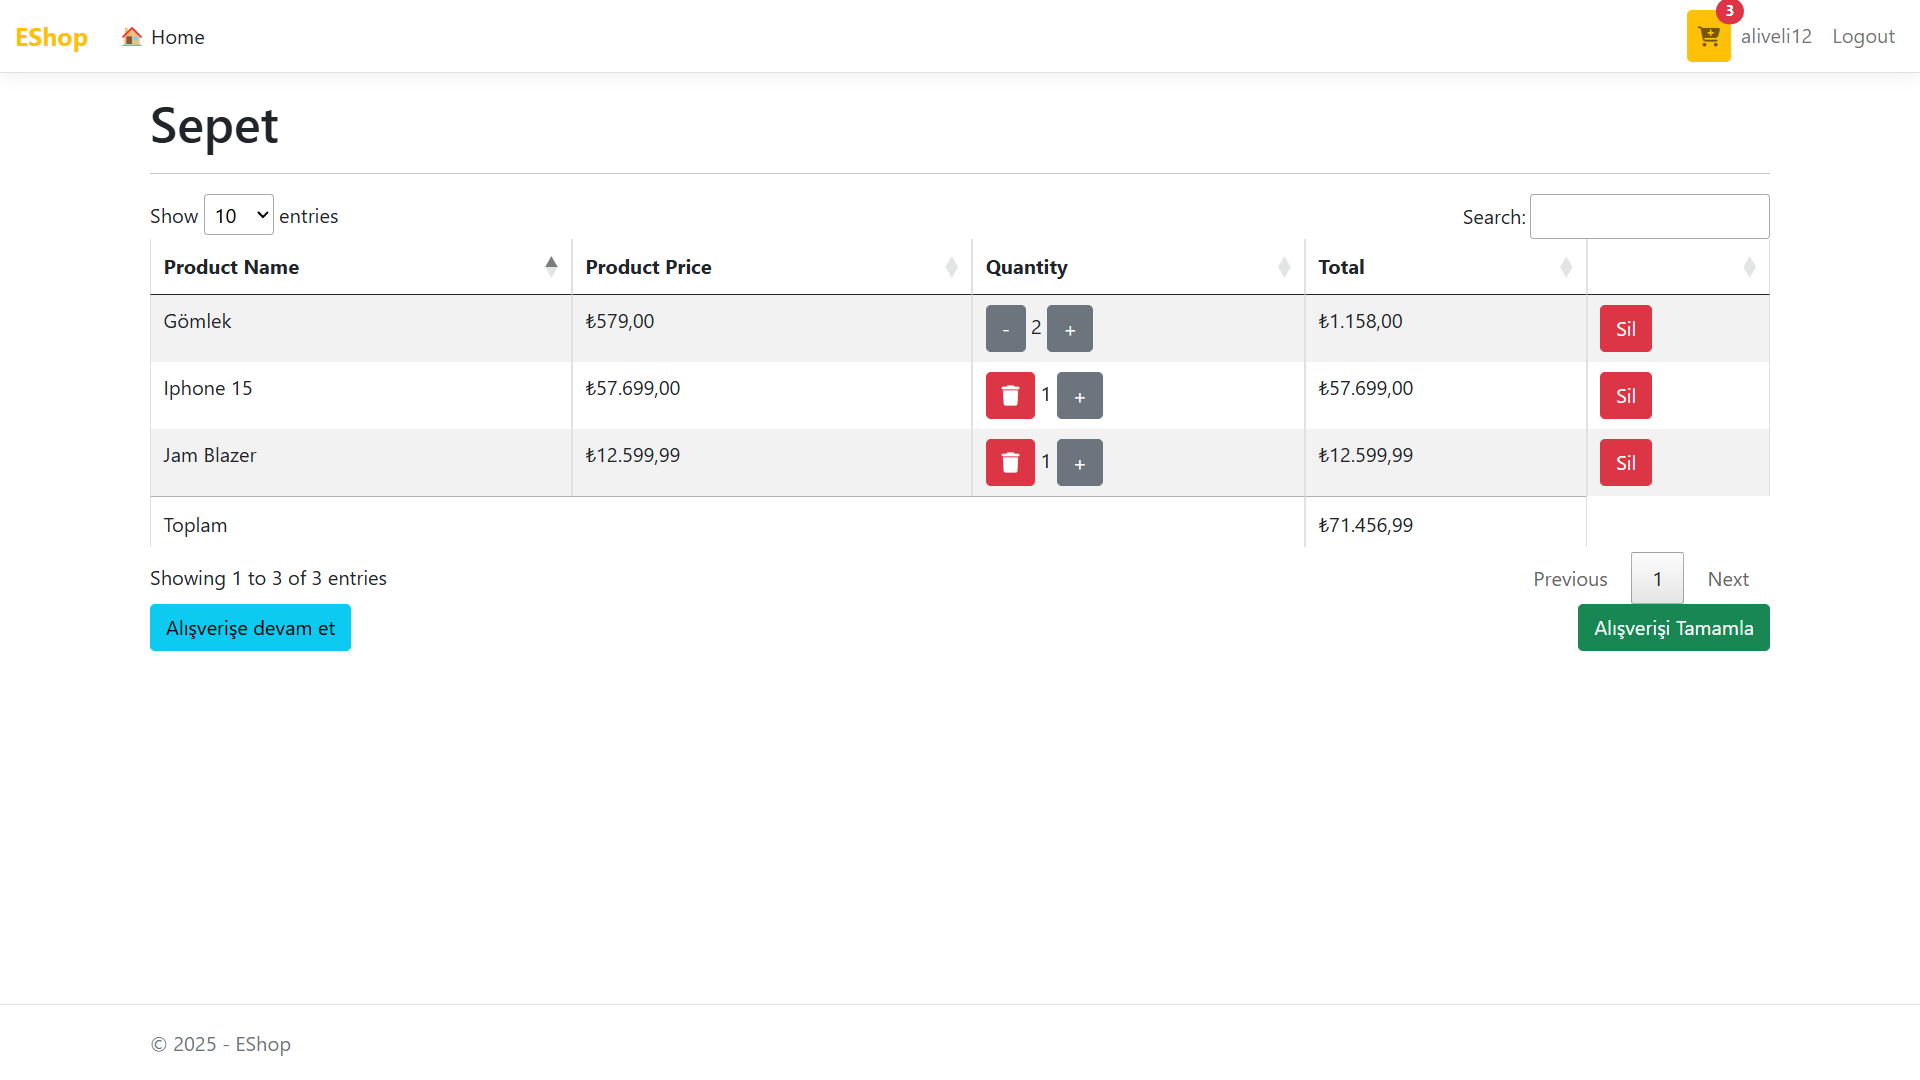 EShop 🏠 Home 3 aliveli12 Logout
Sepet
Show 10 entries Search:
Product Name Product Price Quantity Total
Gömlek ₺579,00 - 2 + ₺1.158,00 Sil
Iphone 15 ₺57.699,00 1 + ₺57.699,00 Sil
Jam Blazer ₺12.599,99 1 + ₺12.599,99 Sil
Toplam ₺71.456,99
Showing 1 to 3 of 3 entries Previous 1 Next
Alışverişe devam et Alışverişi Tamamla
© 2025 - EShop